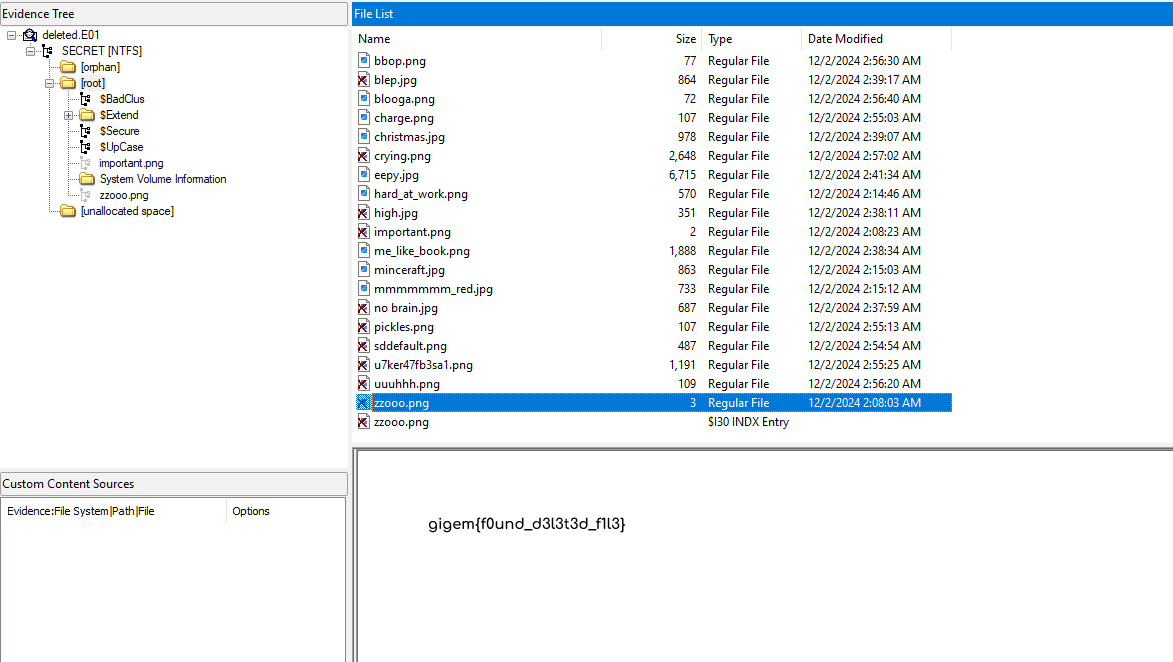 Evidence Tree
deleted.E01
SECRET [NTFS]
[orphan]
[root]
$BadClus
$Extend
$Secure
$UpCase
important.png
System Volume Information
zzooo.png
[unallocated space]
Custom Content Sources
Evidence:File System|Path|File Options
File List
Name Size Type Date Modified
bbop.png 77 Regular File 12/2/2024 2:56:30 AM
blep.jpg 864 Regular File 12/2/2024 2:39:17 AM
blooga.png 72 Regular File 12/2/2024 2:56:40 AM
charge.png 107 Regular File 12/2/2024 2:55:03 AM
christmas.jpg 978 Regular File 12/2/2024 2:39:07 AM
crying.png 2,648 Regular File 12/2/2024 2:57:02 AM
eepy.jpg 6,715 Regular File 12/2/2024 2:41:34 AM
hard_at_work.png 570 Regular File 12/2/2024 2:14:46 AM
high.jpg 351 Regular File 12/2/2024 2:38:11 AM
important.png 2 Regular File 12/2/2024 2:08:23 AM
me_like_book.png 1,888 Regular File 12/2/2024 2:38:34 AM
minceraft.jpg 863 Regular File 12/2/2024 2:15:03 AM
mmmmmmm_red.jpg 733 Regular File 12/2/2024 2:15:12 AM
no brain.jpg 687 Regular File 12/2/2024 2:37:59 AM
pickles.png 107 Regular File 12/2/2024 2:55:13 AM
sddefault.png 487 Regular File 12/2/2024 2:54:54 AM
u7ker47fb3sa1.png 1,191 Regular File 12/2/2024 2:55:25 AM
uuuhhh.png 109 Regular File 12/2/2024 2:56:20 AM
zzooo.png 3 Regular File 12/2/2024 2:08:03 AM
zzooo.png $I30 INDX Entry
gigem{f0und_d3l3t3d_f1l3}